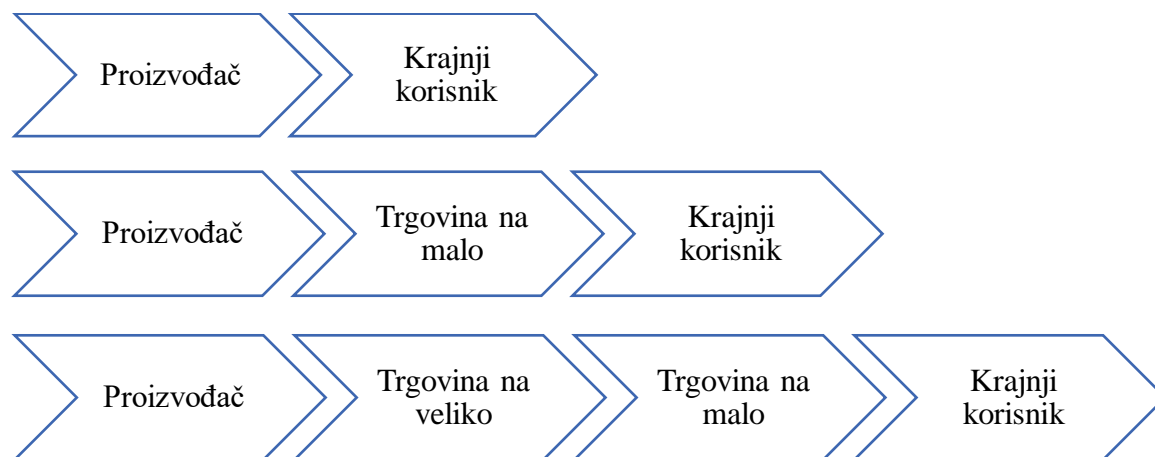 Proizvođač
Krajnji
korisnik
Proizvođač
Trgovina na
malo
Krajnji
korisnik
Proizvođač
Trgovina na
veliko
Trgovina na
malo
Krajnji
korisnik